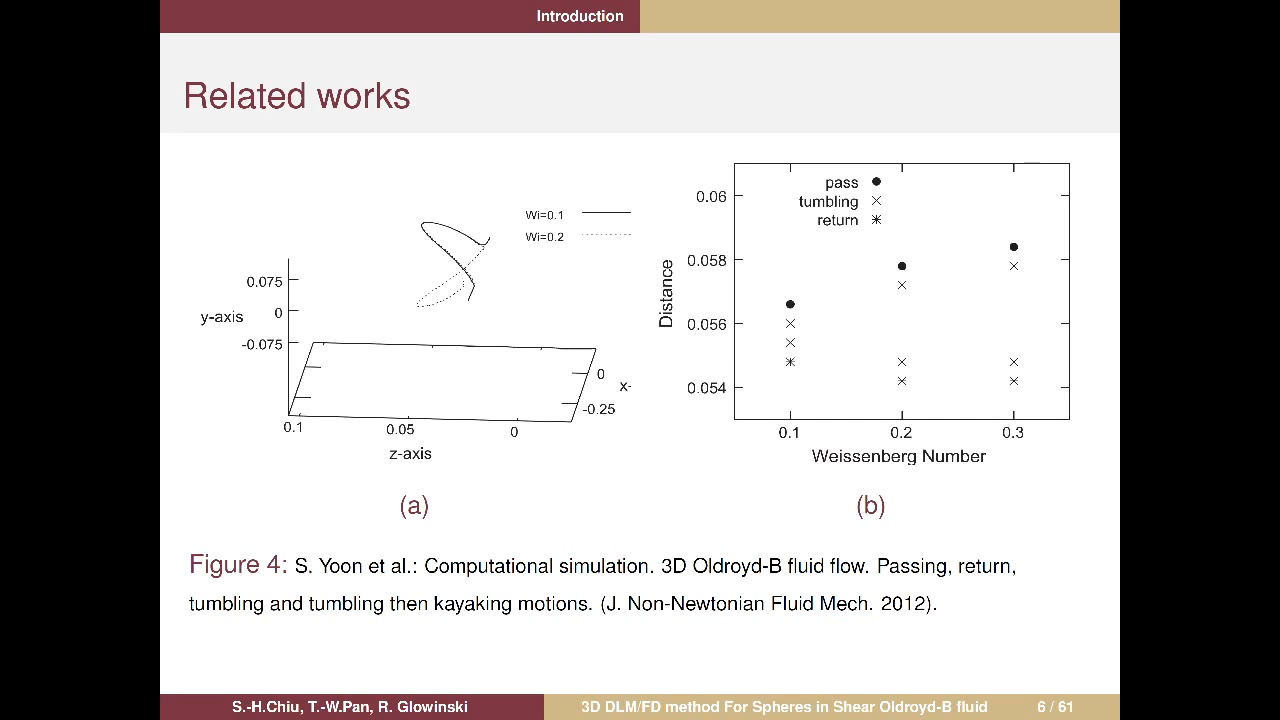 Introduction
Related works
Wi=0.1
Wi=0.2
0.075
0
-0.075
y-axis
0
x-
-0.25
0.1
0.05
0
z-axis
(a)
pass
tumbling
return
0.06
0.058
0.056
0.054
Distance
0.1
0.2
0.3
Weissenberg Number
(b)
Figure 4: S. Yoon et al.: Computational simulation. 3D Oldroyd-B fluid flow. Passing, return,
tumbling and tumbling then kayaking motions. (J. Non-Newtonian Fluid Mech. 2012).
S.-H.Chiu, T.-W.Pan, R. Glowinski
3D DLM/FD method For Spheres in Shear Oldroyd-B fluid
6 / 61